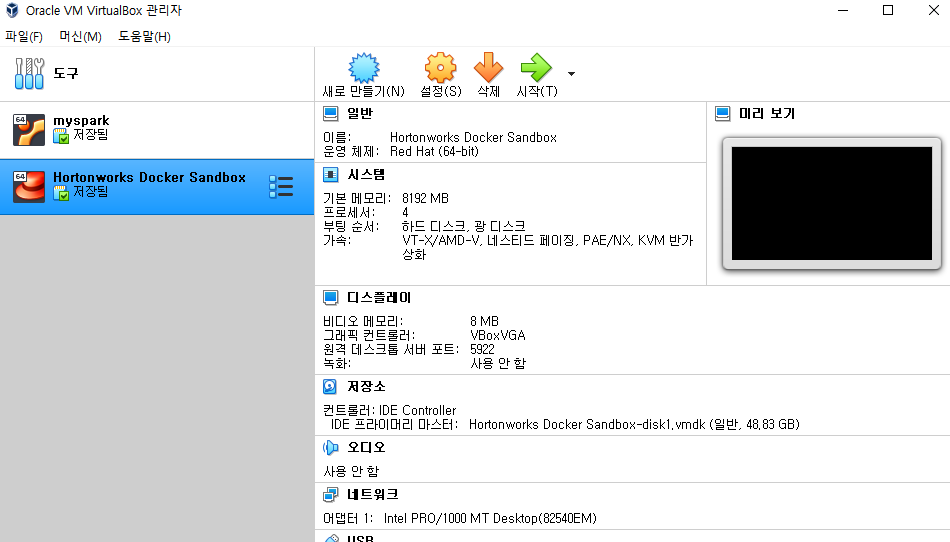 Oracle VM VirtualBox 관리자
파일(F) 머신(M) 도움말(H)
도구
새로 만들기(N) 설정(S) 삭제 시작(T)
64
myspark
저장됨
64
Hortonworks Docker Sandbox
저장됨
일반
이름: Hortonworks Docker Sandbox
운영 체제: Red Hat (64-bit)
미리 보기
시스템
기본 메모리: 8192 MB
프로세서: 4
부팅 순서: 하드 디스크, 광 디스크
가속: VT-X/AMD-V, 네스티드 페이징, PAE/NX, KVM 반가
상화
디스플레이
비디오 메모리: 8 MB
그래픽 컨트롤러: VBoxVGA
원격 데스크톱 서버 포트: 5922
녹화: 사용 안 함
저장소
컨트롤러: IDE Controller
IDE 프라이머리 마스터: Hortonworks Docker Sandbox-disk1.vmdk (일반, 48.83 GB)
오디오
사용 안 함
네트워크
어댑터 1: Intel PRO/1000 MT Desktop(82540EM)
USB